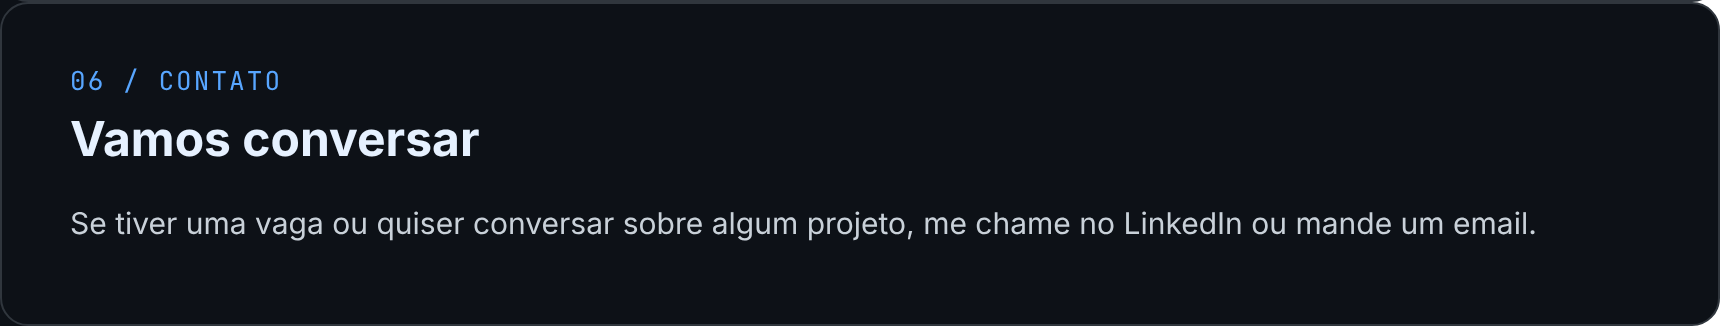 06 / CONTATO
Vamos conversar
Se tiver uma vaga ou quiser conversar sobre algum projeto, me chame no LinkedIn ou mande um email.